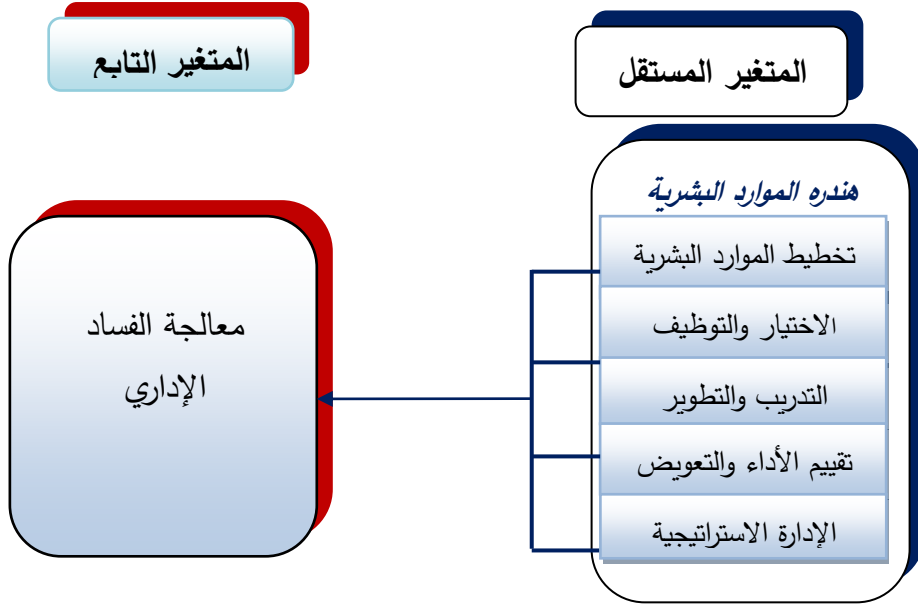 المتغير المستقل
المتغير التابع
هندره الموارد البشرية
تخطيط الموارد البشرية
الاختيار والتوظيف
التدريب والتطوير
تقييم الأداء والتعويض
الإدارة الاستراتيجية
معالجة الفساد
الإداري